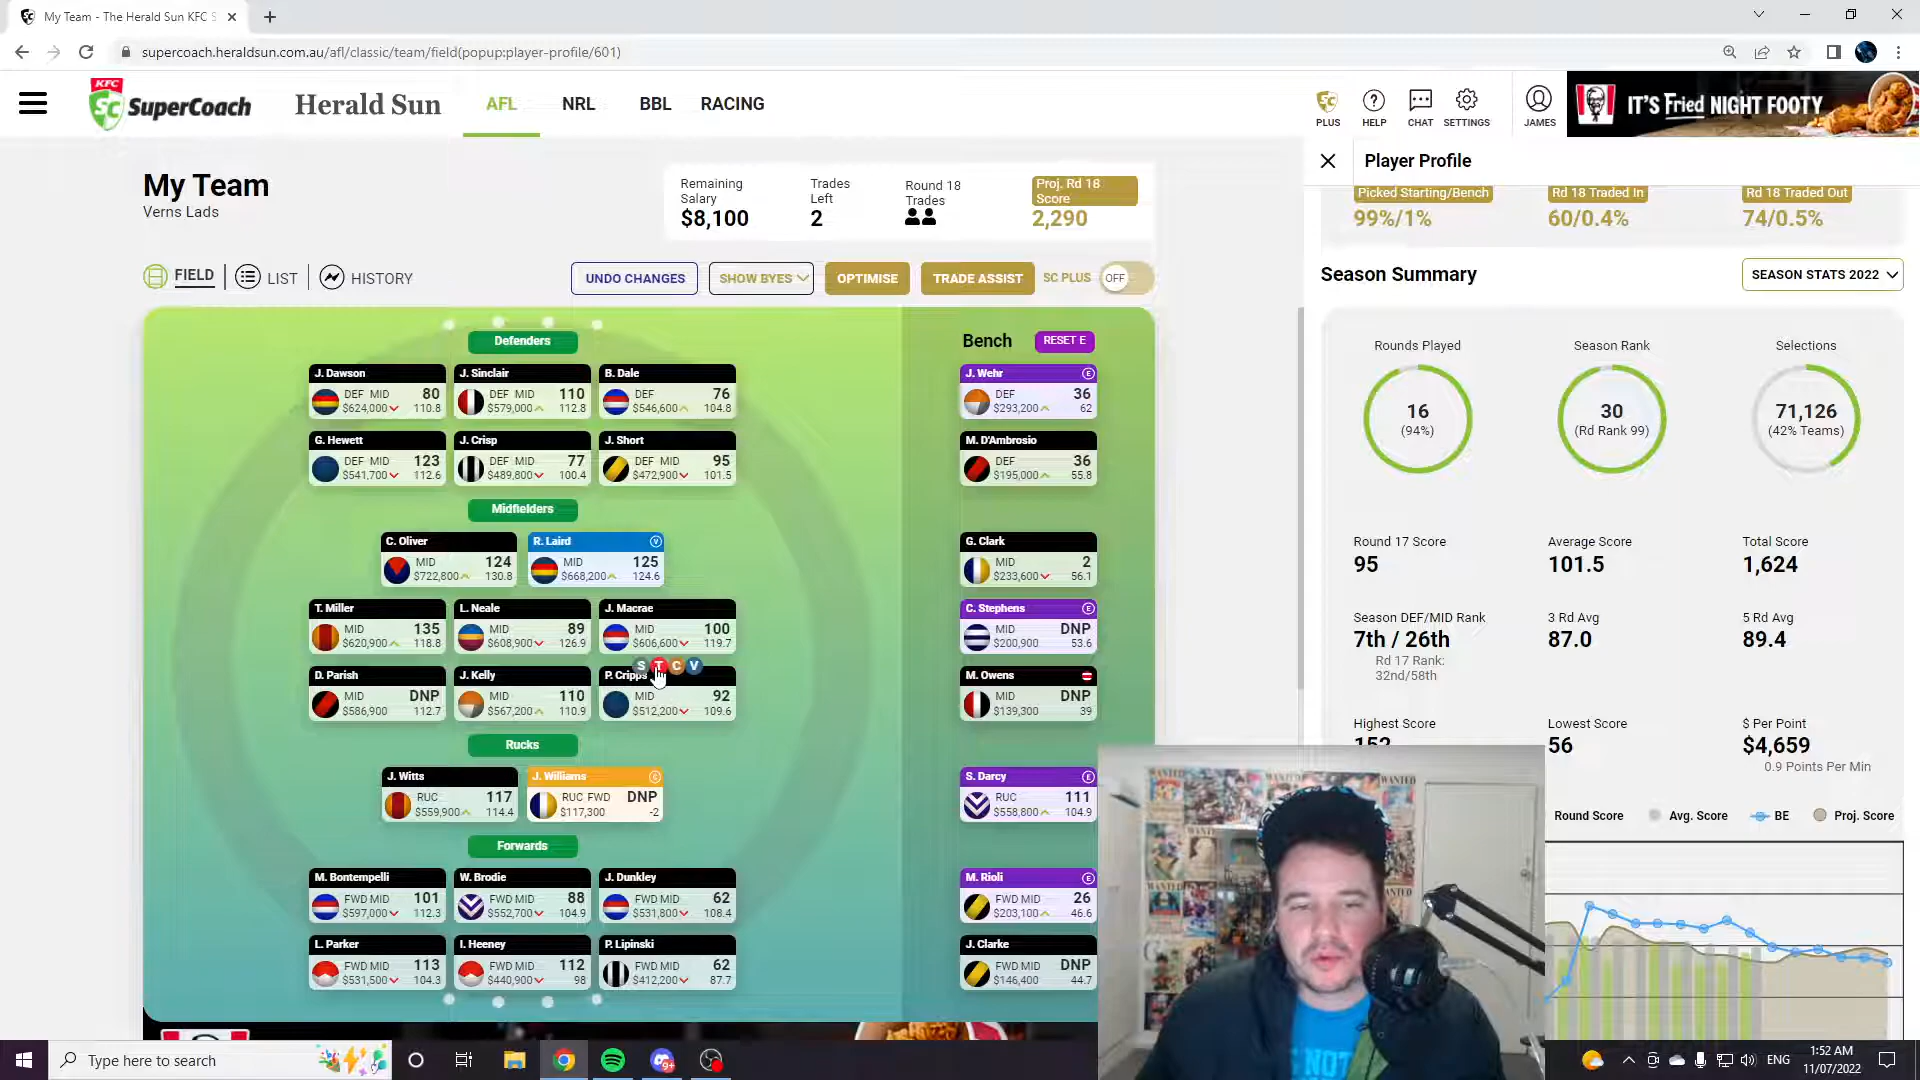 My Team - The Herald Sun KFC S
supercoach.heraldsun.com.au/afl/classic/team/field(popup:player-profile/601)
KFC
SC SUPERCOACH
Herald Sun
AFL
NRL
BBL
RACING
PLUS
HELP
CHAT
SETTINGS
JAMES
KFC
IT'S Fried NIGHT FOOTY
My Team
Verns Lads
Remaining Salary
$8,100
Trades Left
2
Round 18 Trades
Proj. Rd 18 Score
2,290
FIELD
LIST
HISTORY
UNDO CHANGES
SHOW BYES
OPTIMISE
TRADE ASSIST
SC PLUS
OFF
Defenders
J. Dawson
DEF MID 80
$624,000 110.8
J. Sinclair
DEF MID 110
$579,000 112.8
B. Dale
DEF 76
$546,600 104.8
G. Hewett
DEF MID 123
$541,700 112.6
J. Crisp
DEF MID 77
$489,800 100.4
J. Short
DEF MID 95
$472,900 101.5
Midfielders
C. Oliver
MID 124
$722,800 130.8
R. Laird V
MID 125
$668,200 124.6
T. Miller
MID 135
$620,900 118.8
L. Neale
MID 89
$608,900 126.9
J. Macrae
MID 100
$606,600 119.7
S T C V
D. Parish
MID DNP
$586,900 112.7
J. Kelly
MID 110
$567,200 110.9
P. Cripps
MID 92
$512,200 109.6
Rucks
J. Witts
RUC 117
$559,900 114.4
J. Williams C
RUC FWD DNP
$117,300 -2
Forwards
M. Bontempelli
FWD MID 101
$597,000 112.3
W. Brodie
FWD MID 88
$552,700 104.9
J. Dunkley
FWD MID 62
$531,800 108.4
L. Parker
FWD MID 113
$531,500 104.3
I. Heeney
FWD MID 112
$440,900 98
P. Lipinski
FWD MID 62
$412,200 87.7
Bench
RESET E
J. Wehr E
DEF 36
$293,200 62
M. D'Ambrosio
DEF 36
$195,000 55.8
G. Clark
MID 2
$233,600 56.1
C. Stephens E
MID DNP
$200,900 53.6
M. Owens
MID DNP
$139,300 39
S. Darcy E
RUC 111
$558,800 104.9
M. Rioli E
FWD MID 26
$203,100 46.6
J. Clarke
FWD MID DNP
$146,400 44.7
Player Profile
Picked Starting/Bench
99%/1%
Rd 18 Traded In
60/0.4%
Rd 18 Traded Out
74/0.5%
Season Summary
SEASON STATS 2022
Rounds Played
16
(94%)
Season Rank
30
(Rd Rank 99)
Selections
71,126
(42% Teams)
Round 17 Score
95
Average Score
101.5
Total Score
1,624
Season DEF/MID Rank
7th / 26th
Rd 17 Rank:
32nd/58th
3 Rd Avg
87.0
5 Rd Avg
89.4
Highest Score
152
Lowest Score
56
$ Per Point
$4,659
0.9 Points Per Min
Round Score
Avg. Score
BE
Proj. Score
WANTED
WANTED
WANTED
Type here to search
9+
ENG
1:52 AM
11/07/2022